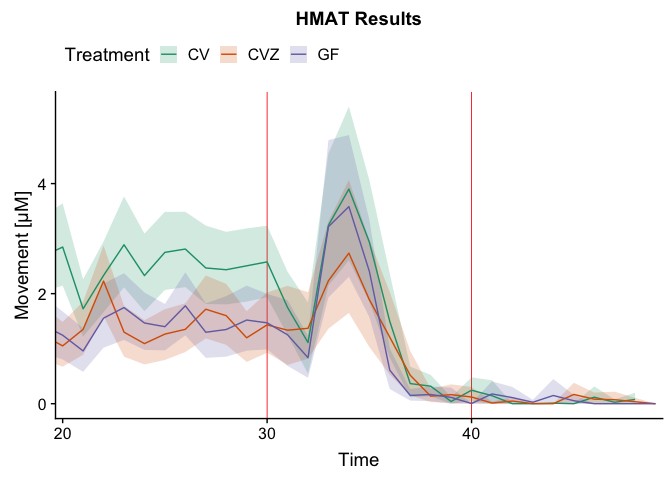 HMAT Results
Treatment CV CVZ GF
Movement [µM]
4
2
0
20 30 40
Time